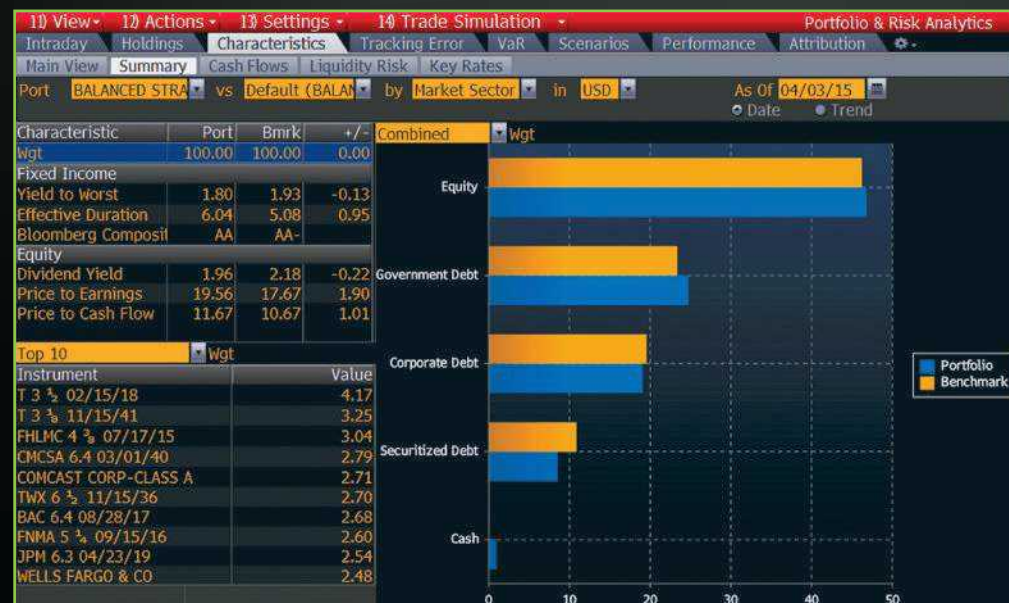 11) View 12) Actions 13) Settings 14) Trade Simulation Portfolio & Risk Analytics
Intraday Holdings Characteristics Tracking Error VaR Scenarios Performance Attribution
Main View Summary Cash Flows Liquidity Risk Key Rates
Port BALANCED STRA vs Default (BALAN by Market Sector in USD As Of 04/03/15
Date Trend
Characteristic Port Bmrk +/-
Wgt 100.00 100.00 0.00
Fixed Income
Yield to Worst 1.80 1.93 -0.13
Effective Duration 6.04 5.08 0.95
Bloomberg Composit AA AA-
Equity
Dividend Yield 1.96 2.18 -0.22
Price to Earnings 19.56 17.67 1.90
Price to Cash Flow 11.67 10.67 1.01
Top 10 Wgt
Instrument Value
T 3 ½ 02/15/18 4.17
T 3 ⅛ 11/15/41 3.25
FHLMC 4 ⅜ 07/17/15 3.04
CMCSA 6.4 03/01/40 2.79
COMCAST CORP-CLASS A 2.71
TWX 6 ½ 11/15/36 2.70
BAC 6.4 08/28/17 2.68
FNMA 5 ¼ 09/15/16 2.60
JPM 6.3 04/23/19 2.54
WELLS FARGO & CO 2.48
Combined Wgt
Equity
Government Debt
Corporate Debt
Securitized Debt
Cash
0 10 20 30 40 50
Portfolio
Benchmark